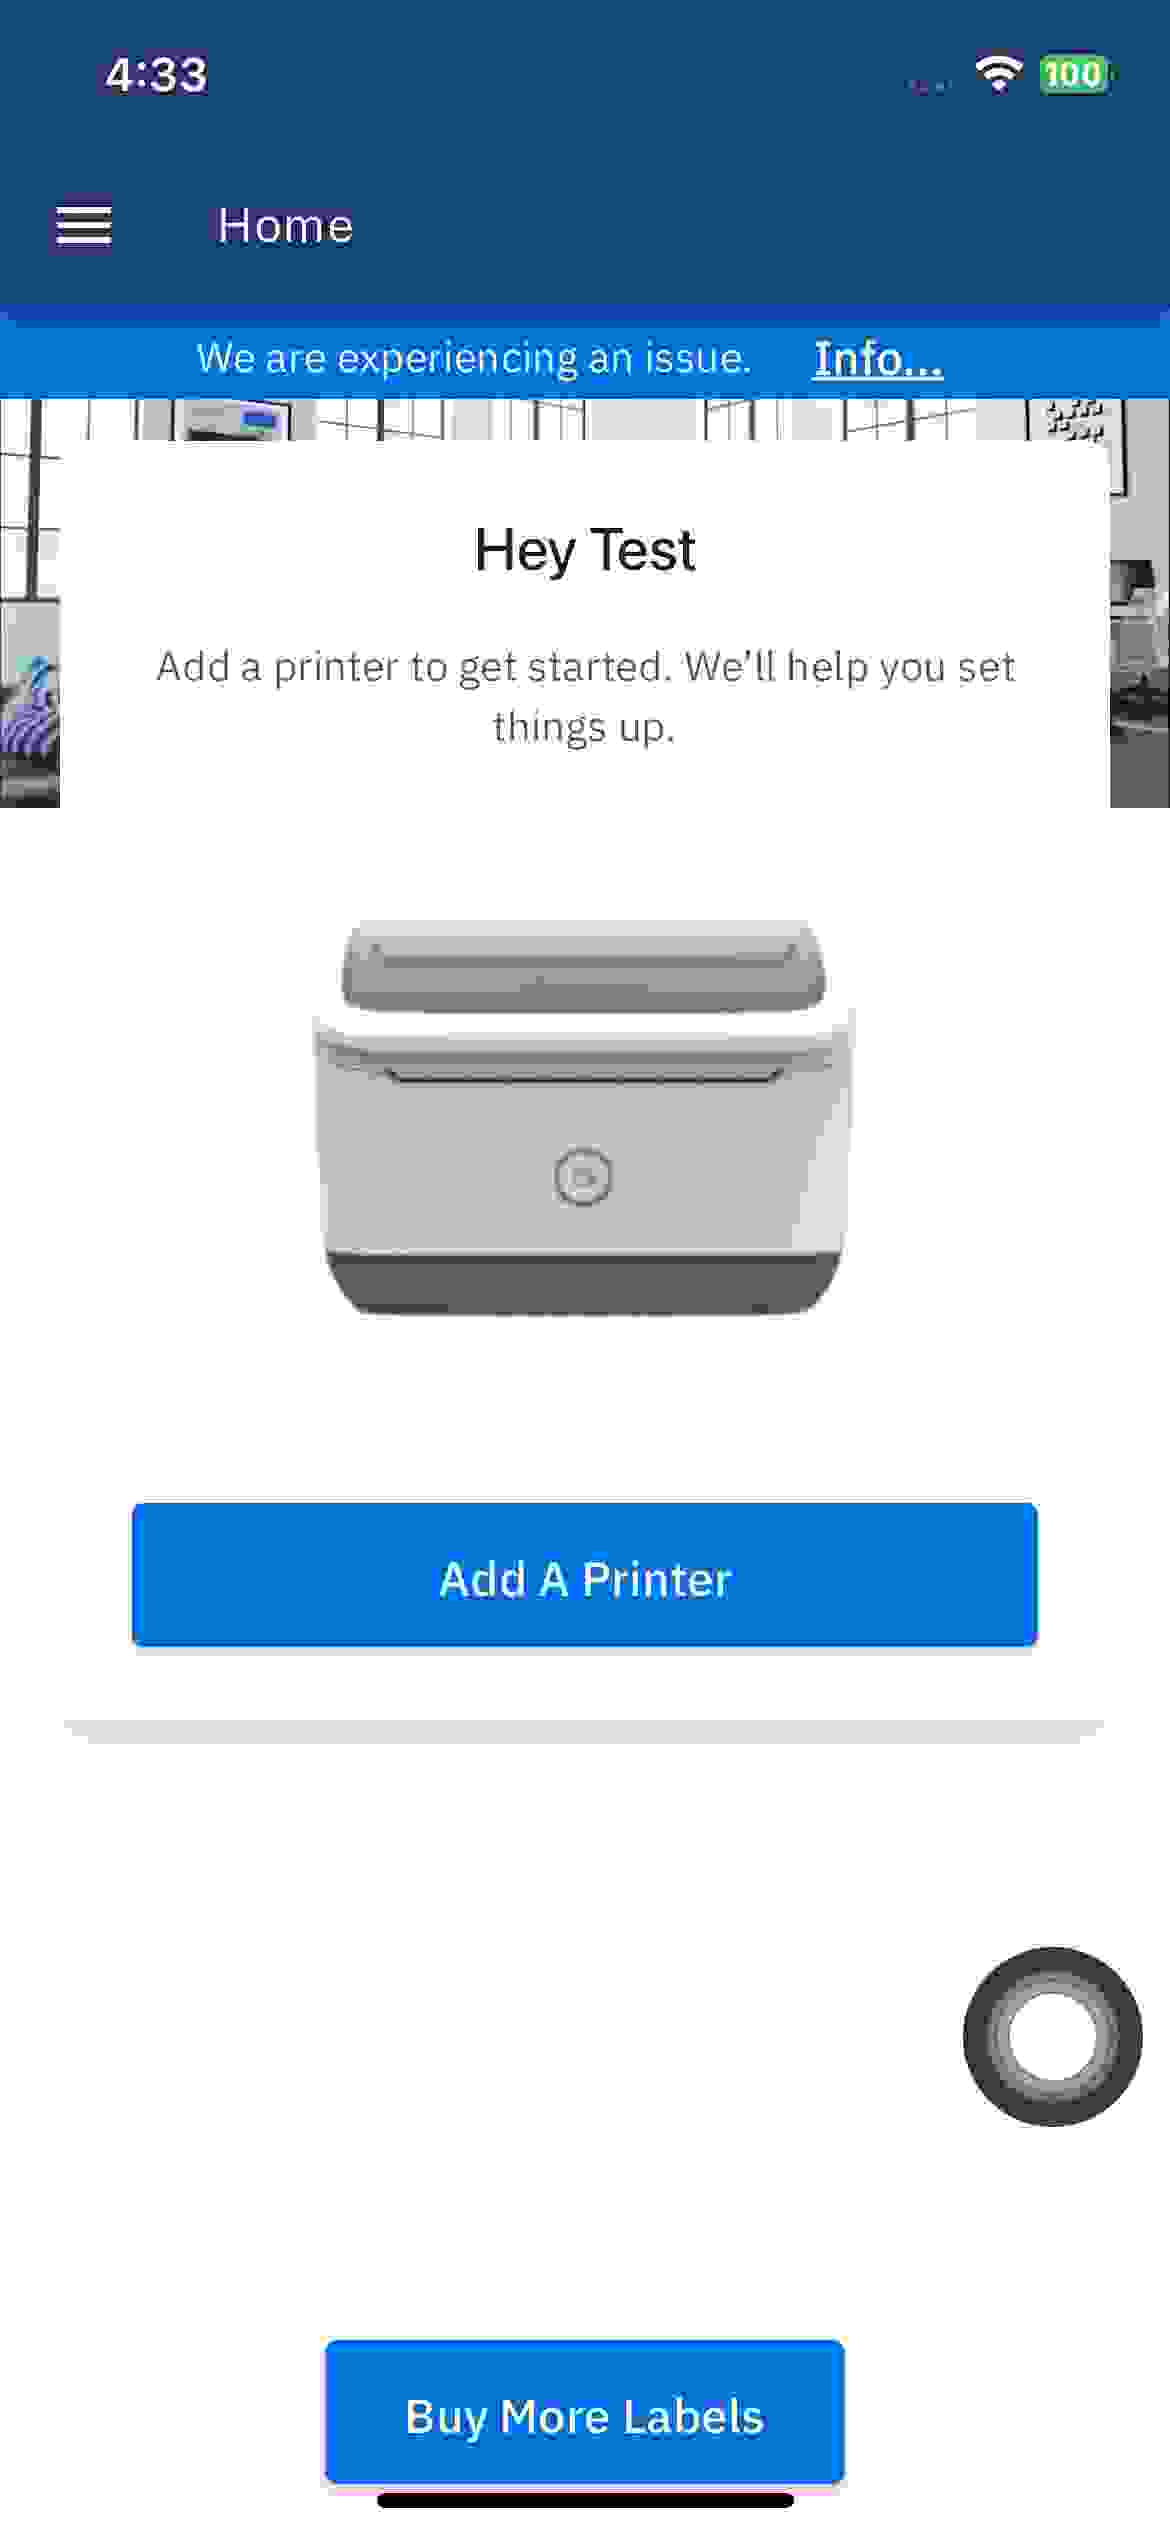 4:33
100
Home
We are experiencing an issue. Info...
Hey Test
Add a printer to get started. We'll help you set
things up.
Add A Printer
Buy More Labels